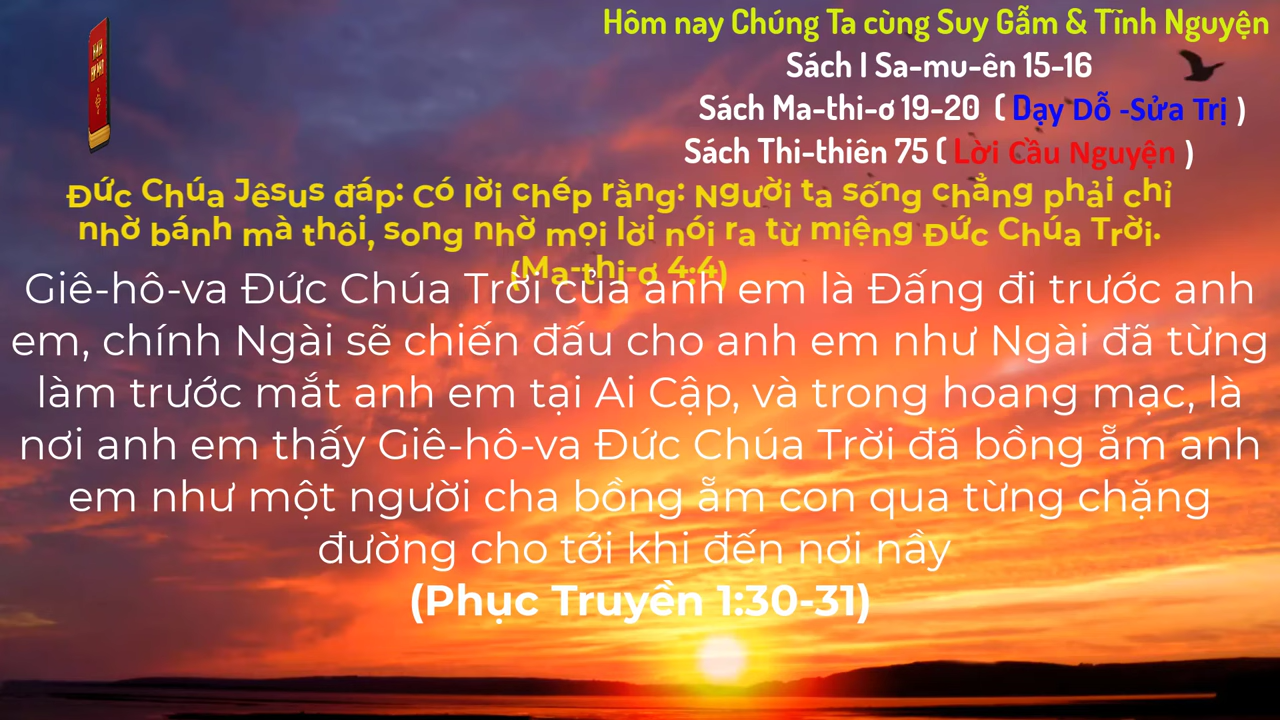 Hôm nay Chúng Ta cùng Suy Gẫm & Tĩnh Nguyện
Sách I Sa-mu-ên 15-16
Sách Ma-thi-ơ 19-20 ( Dạy Dỗ -Sửa Trị )
Sách Thi-thiên 75 ( Lời Cầu Nguyện )
Đức Chúa Jêsus đáp: Có lời chép rằng: Người ta sống chẳng phải chỉ
nhờ bánh mà thôi, song nhờ mọi lời nói ra từ miệng Đức Chúa Trời.
(Ma-thi-ơ 4:4)
Giê-hô-va Đức Chúa Trời của anh em là Đấng đi trước anh
em, chính Ngài sẽ chiến đấu cho anh em như Ngài đã từng
làm trước mắt anh em tại Ai Cập, và trong hoang mạc, là
nơi anh em thấy Giê-hô-va Đức Chúa Trời đã bồng ẵm anh
em như một người cha bồng ẵm con qua từng chặng
đường cho tới khi đến nơi nầy
(Phục Truyền 1:30-31)